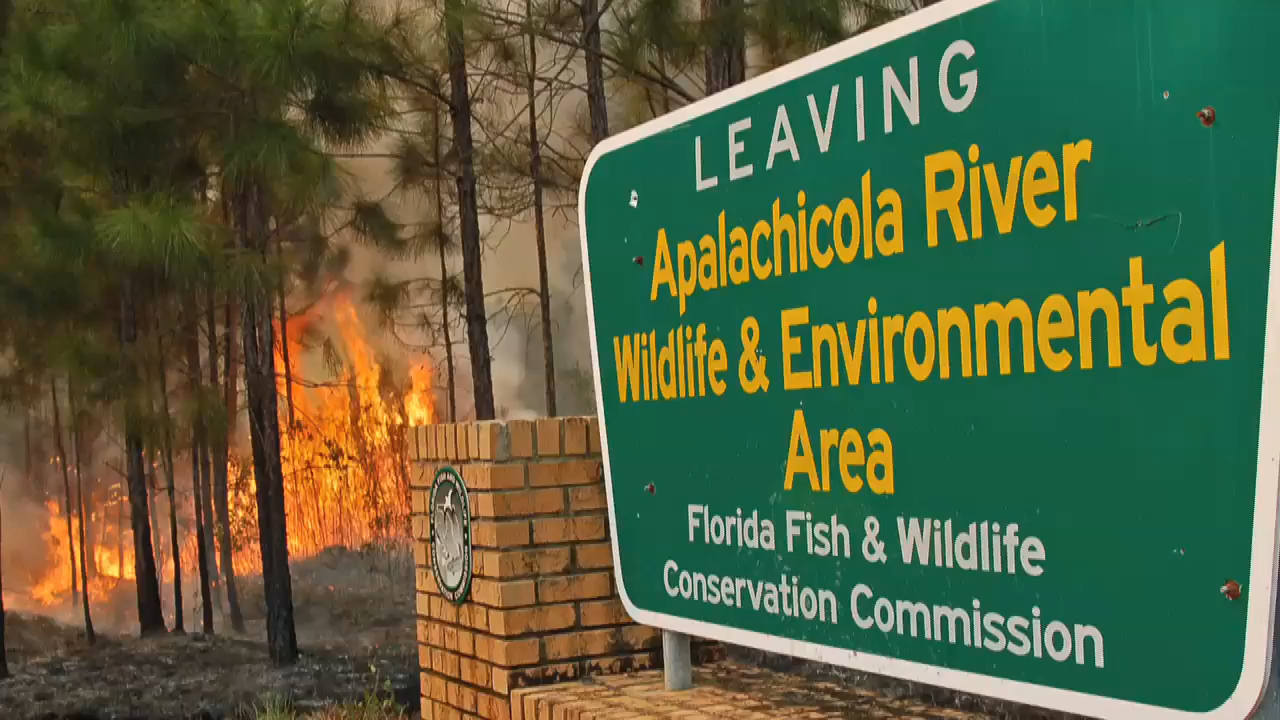 LEAVING
Apalachicola River
Wildlife & Environmental
Area
Florida Fish & Wildlife
Conservation Commission